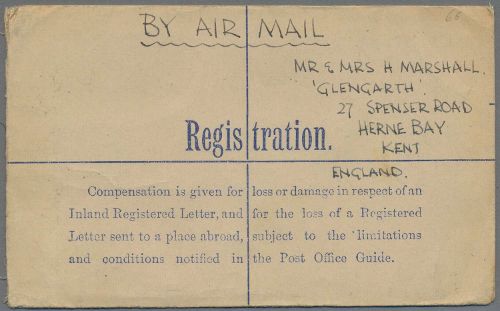 BY AIR MAIL
66
MR & MRS H MARSHALL.
'GLENGARTH'.
27 SPENSER ROAD
HERNE BAY
KENT
ENGLAND.
Registration.
Compensation is given for loss or damage in respect of an
Inland Registered Letter, and for the loss of a Registered
Letter sent to a place abroad, subject to the limitations
and conditions notified in the Post Office Guide.